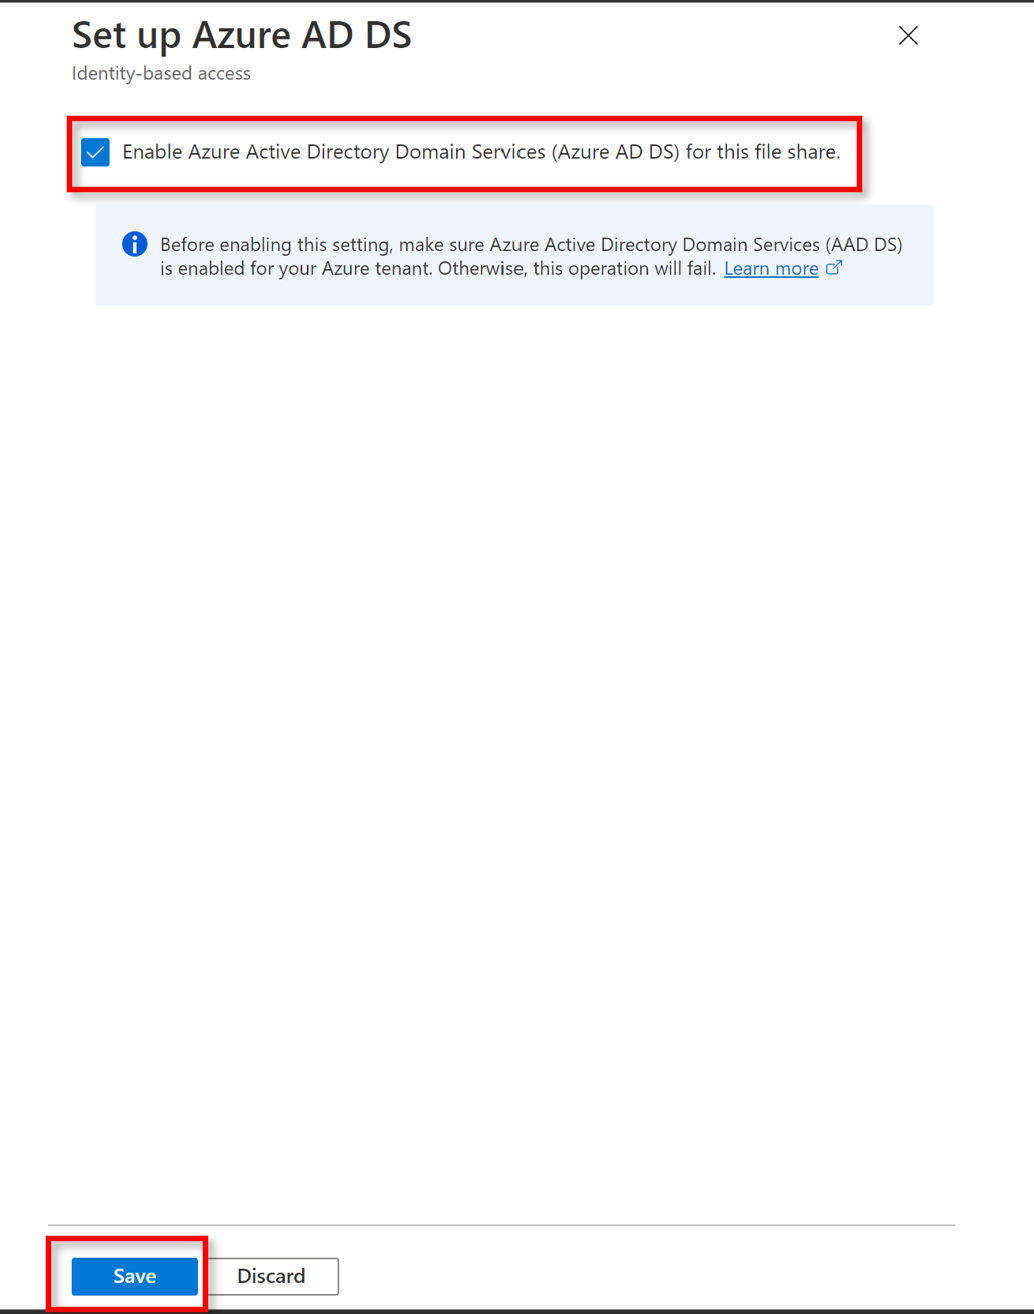 Set up Azure AD DS
Identity-based access
Enable Azure Active Directory Domain Services (Azure AD DS) for this file share.
Before enabling this setting, make sure Azure Active Directory Domain Services (AAD DS)
is enabled for your Azure tenant. Otherwise, this operation will fail. Learn more
Save
Discard